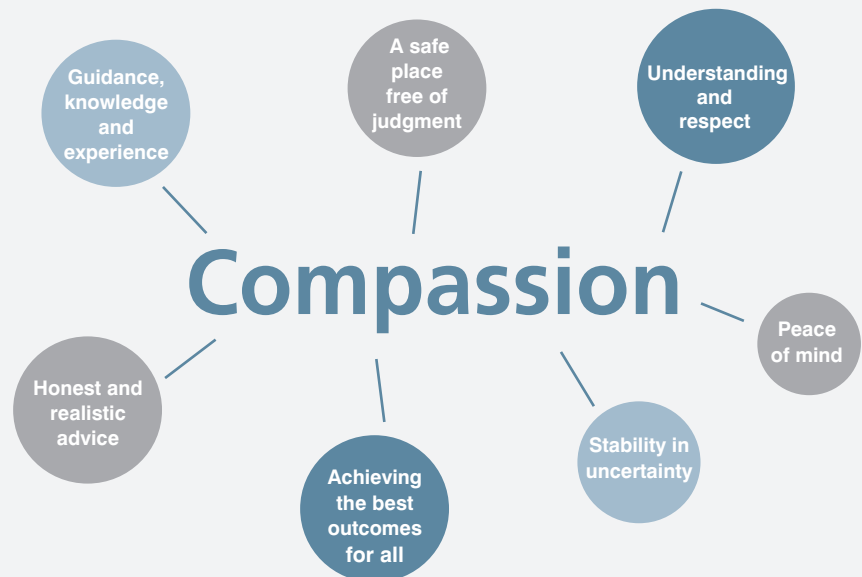 Guidance,
knowledge
and
experience
A safe
place
free of
judgment
Understanding
and
respect
Compassion
Peace
of mind
Honest and
realistic
advice
Achieving
the best
outcomes
for all
Stability in
uncertainty